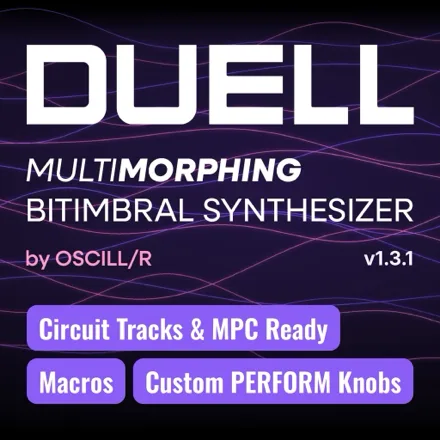 DUELL
MULTIMORPHING
BITIMBRAL SYNTHESIZER
by OSCILL/R v1.3.1
Circuit Tracks & MPC Ready
Macros Custom PERFORM Knobs